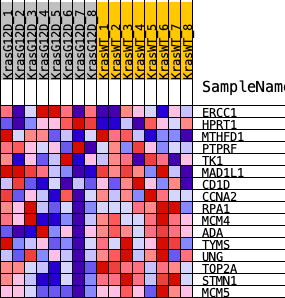 KrasG12D_1
KrasG12D_2
KrasG12D_3
KrasG12D_4
KrasG12D_5
KrasG12D_6
KrasG12D_7
KrasG12D_8
KrasWT_1
KrasWT_2
KrasWT_3
KrasWT_4
KrasWT_5
KrasWT_6
KrasWT_7
KrasWT_8
SampleName
ERCC1
HPRT1
MTHFD1
PTPRF
TK1
MAD1L1
CD1D
CCNA2
RPA1
MCM4
ADA
TYMS
UNG
TOP2A
STMN1
MCM5